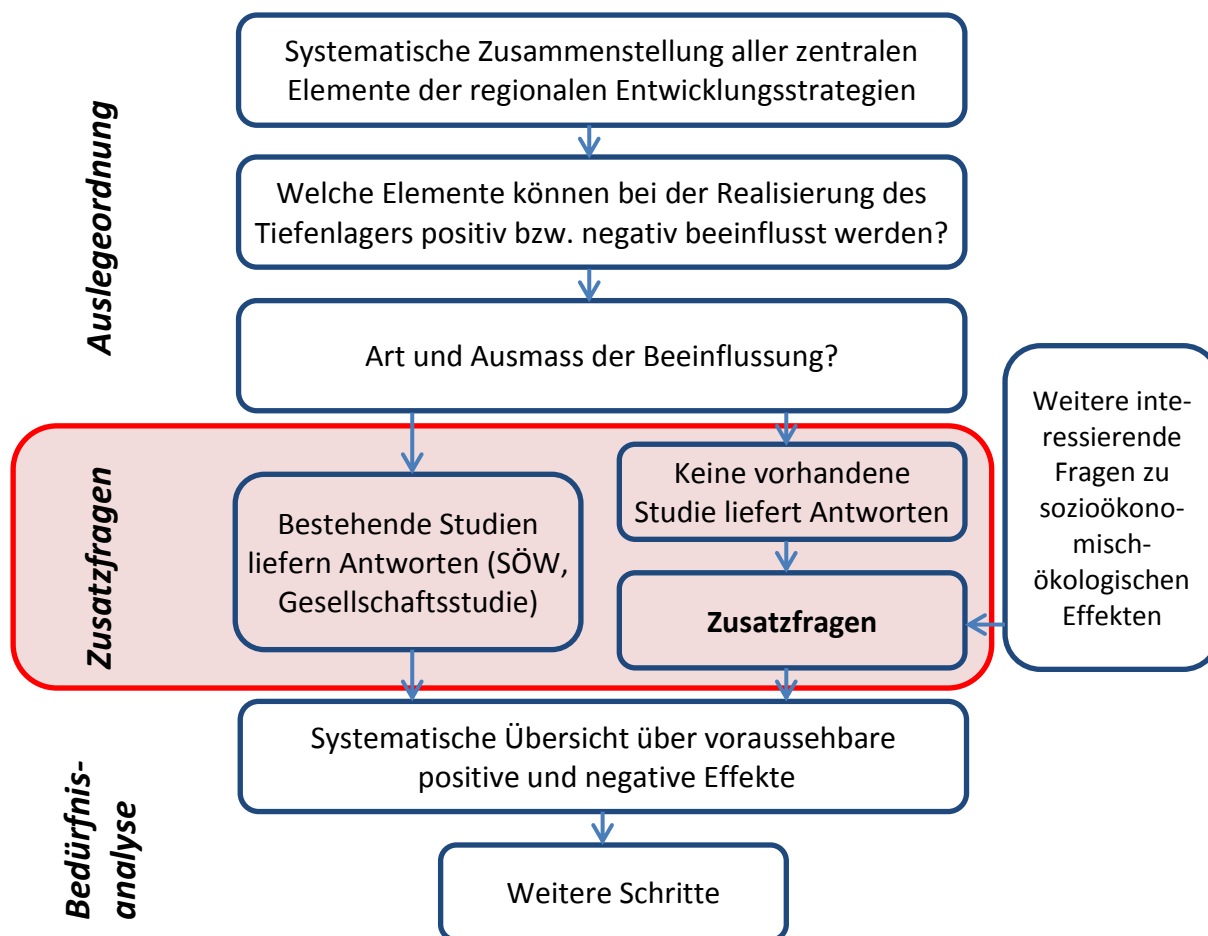 Auslegeordnung
Systematische Zusammenstellung aller zentralen
Elemente der regionalen Entwicklungsstrategien
Welche Elemente können bei der Realisierung des
Tiefenlagers positiv bzw. negativ beeinflusst werden?
Art und Ausmass der Beeinflussung?
Zusatzfragen
Bestehende Studien
liefern Antworten (SÖW,
Gesellschaftsstudie)
Keine vorhandene
Studie liefert Antworten
Zusatzfragen
Weitere inte-
ressierende
Fragen zu
sozioökono-
misch-
ökologischen
Effekten
Bedürfnis-
analyse
Systematische Übersicht über voraussehbare
positive und negative Effekte
Weitere Schritte